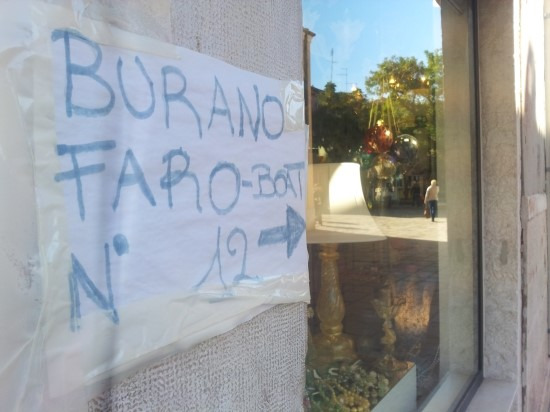 BURANO
FARO-BOAT
N° 12 →